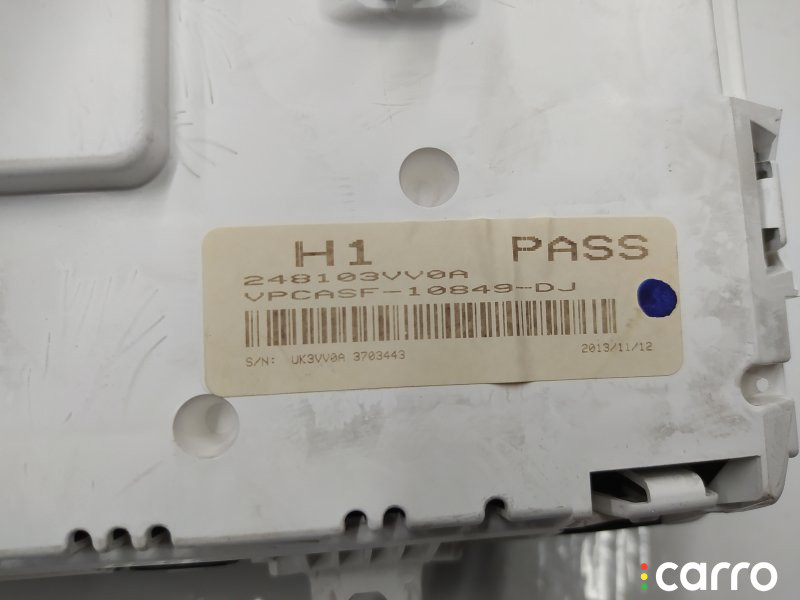 H1 PASS
248103VV0A
VPCASF-10849-DJ
S/N: UK3VV0A 3703443 2013/11/12
carro